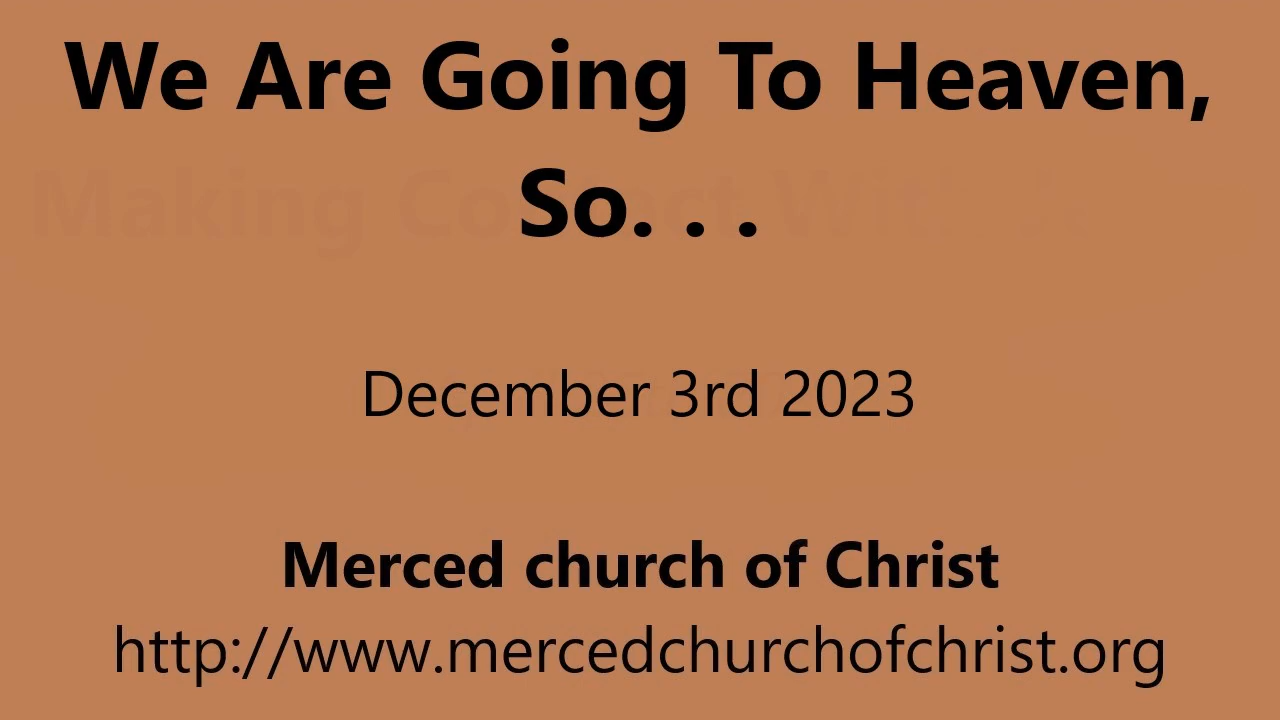 We Are Going To Heaven,
So. . .
December 3rd 2023
Merced church of Christ
http://www.mercedchurchofchrist.org